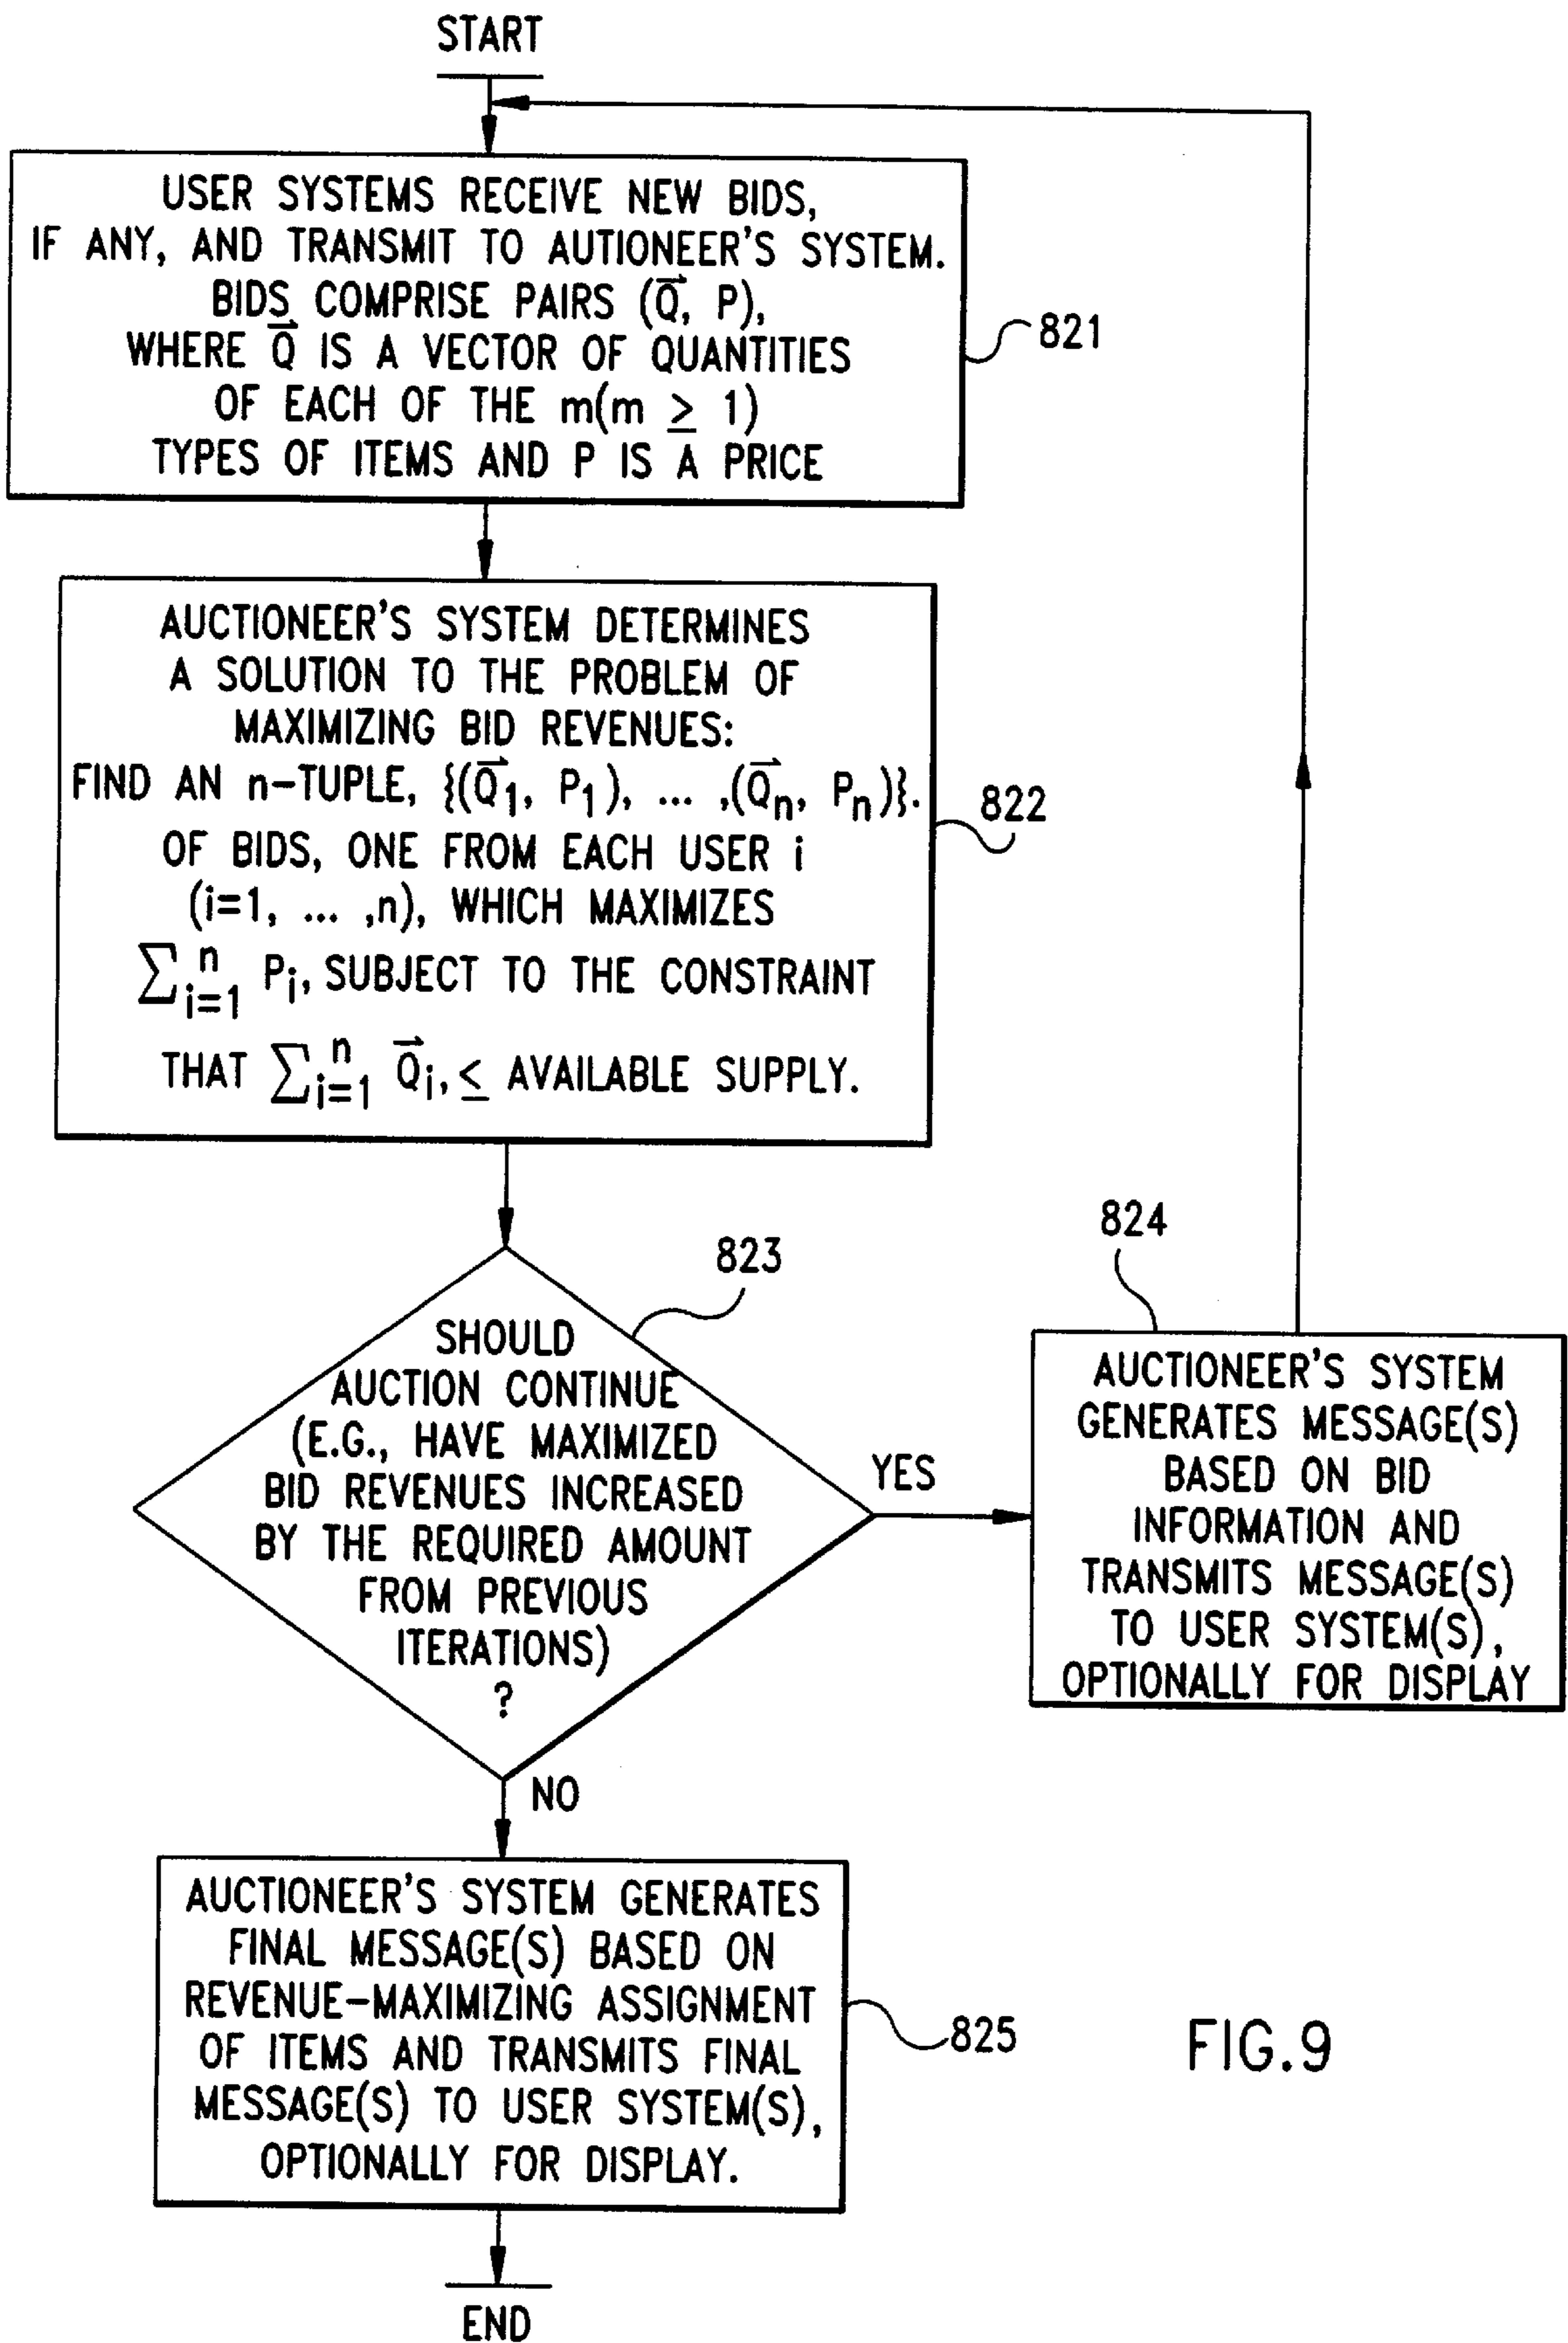 START
USER SYSTEMS RECEIVE NEW BIDS,
IF ANY, AND TRANSMIT TO AUTIONEER'S SYSTEM.
BIDS COMPRISE PAIRS (Q⃗, P),
WHERE Q⃗ IS A VECTOR OF QUANTITIES
OF EACH OF THE m(m ≥ 1)
TYPES OF ITEMS AND P IS A PRICE
821
AUCTIONEER'S SYSTEM DETERMINES
A SOLUTION TO THE PROBLEM OF
MAXIMIZING BID REVENUES:
FIND AN n-TUPLE, {(Q⃗₁, P₁), ... ,(Q⃗ₙ, Pₙ)}.
OF BIDS, ONE FROM EACH USER i
(i=1, ... ,n), WHICH MAXIMIZES
∑ᵢ₌₁ⁿ Pᵢ, SUBJECT TO THE CONSTRAINT
THAT ∑ᵢ₌₁ⁿ Q⃗ᵢ, ≤ AVAILABLE SUPPLY.
822
823
SHOULD
AUCTION CONTINUE
(E.G., HAVE MAXIMIZED
BID REVENUES INCREASED
BY THE REQUIRED AMOUNT
FROM PREVIOUS
ITERATIONS)
?
YES
NO
824
AUCTIONEER'S SYSTEM
GENERATES MESSAGE(S)
BASED ON BID
INFORMATION AND
TRANSMITS MESSAGE(S)
TO USER SYSTEM(S),
OPTIONALLY FOR DISPLAY
AUCTIONEER'S SYSTEM GENERATES
FINAL MESSAGE(S) BASED ON
REVENUE-MAXIMIZING ASSIGNMENT
OF ITEMS AND TRANSMITS FINAL
MESSAGE(S) TO USER SYSTEM(S),
OPTIONALLY FOR DISPLAY.
825
END
FIG.9